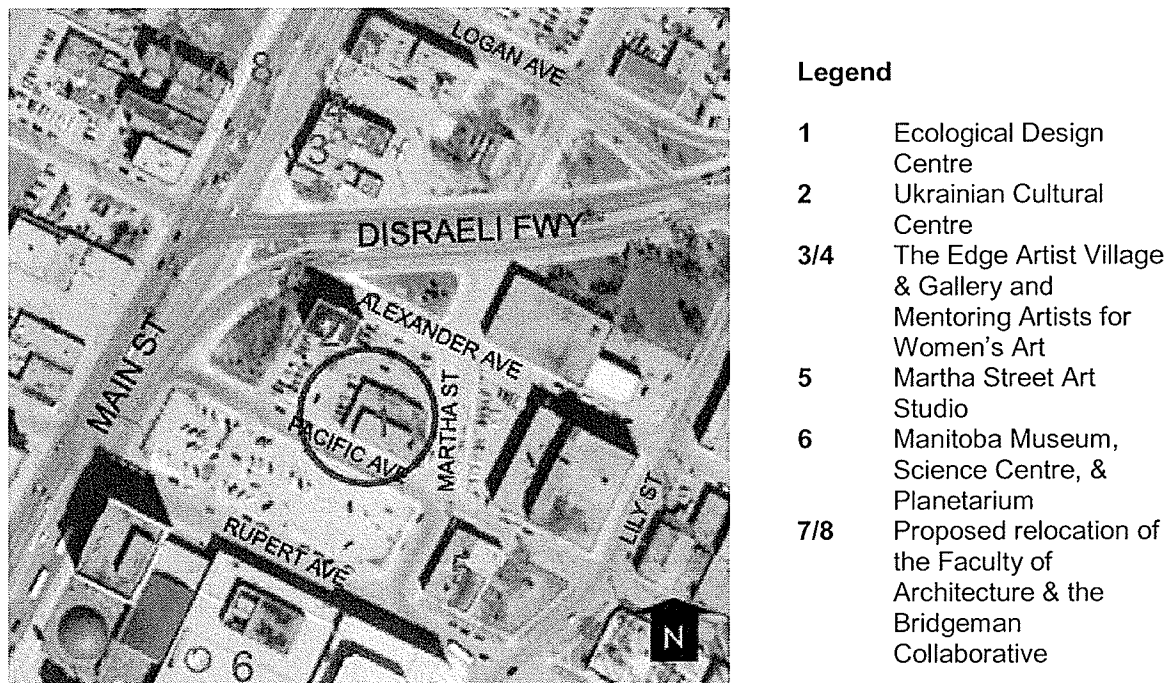 LOGAN AVE
8
4
3
DISRAELI FWY
ALEXANDER AVE
MAIN ST
MARTHA ST
PACIFIC AVE
LILY ST
RUPERT AVE
N
6
Legend
1 Ecological Design
Centre
2 Ukrainian Cultural
Centre
3/4 The Edge Artist Village
& Gallery and
Mentoring Artists for
Women's Art
5 Martha Street Art
Studio
6 Manitoba Museum,
Science Centre, &
Planetarium
7/8 Proposed relocation of
the Faculty of
Architecture & the
Bridgeman
Collaborative